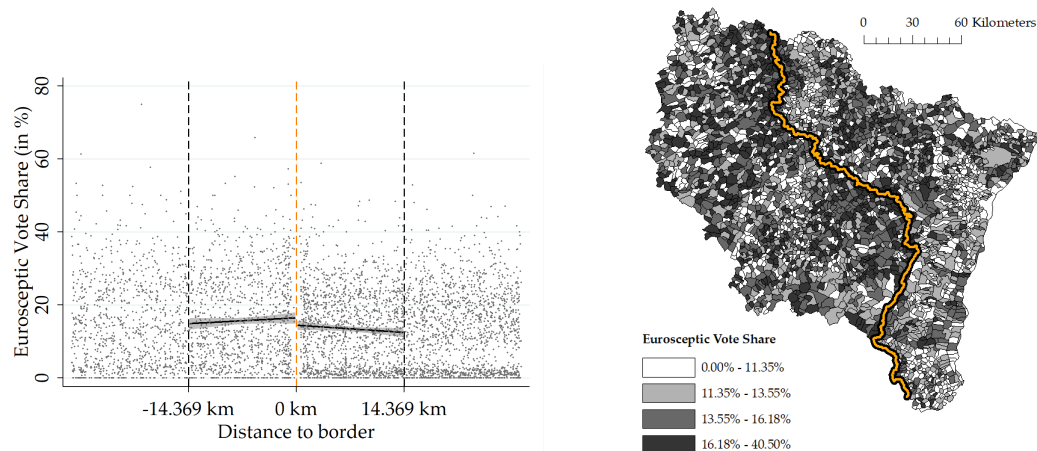 Eurosceptic Vote Share (in %)
80
60
40
20
0
-14.369 km
0 km
14.369 km
Distance to border
0 30 60 Kilometers
Eurosceptic Vote Share
0.00% - 11.35%
11.35% - 13.55%
13.55% - 16.18%
16.18% - 40.50%